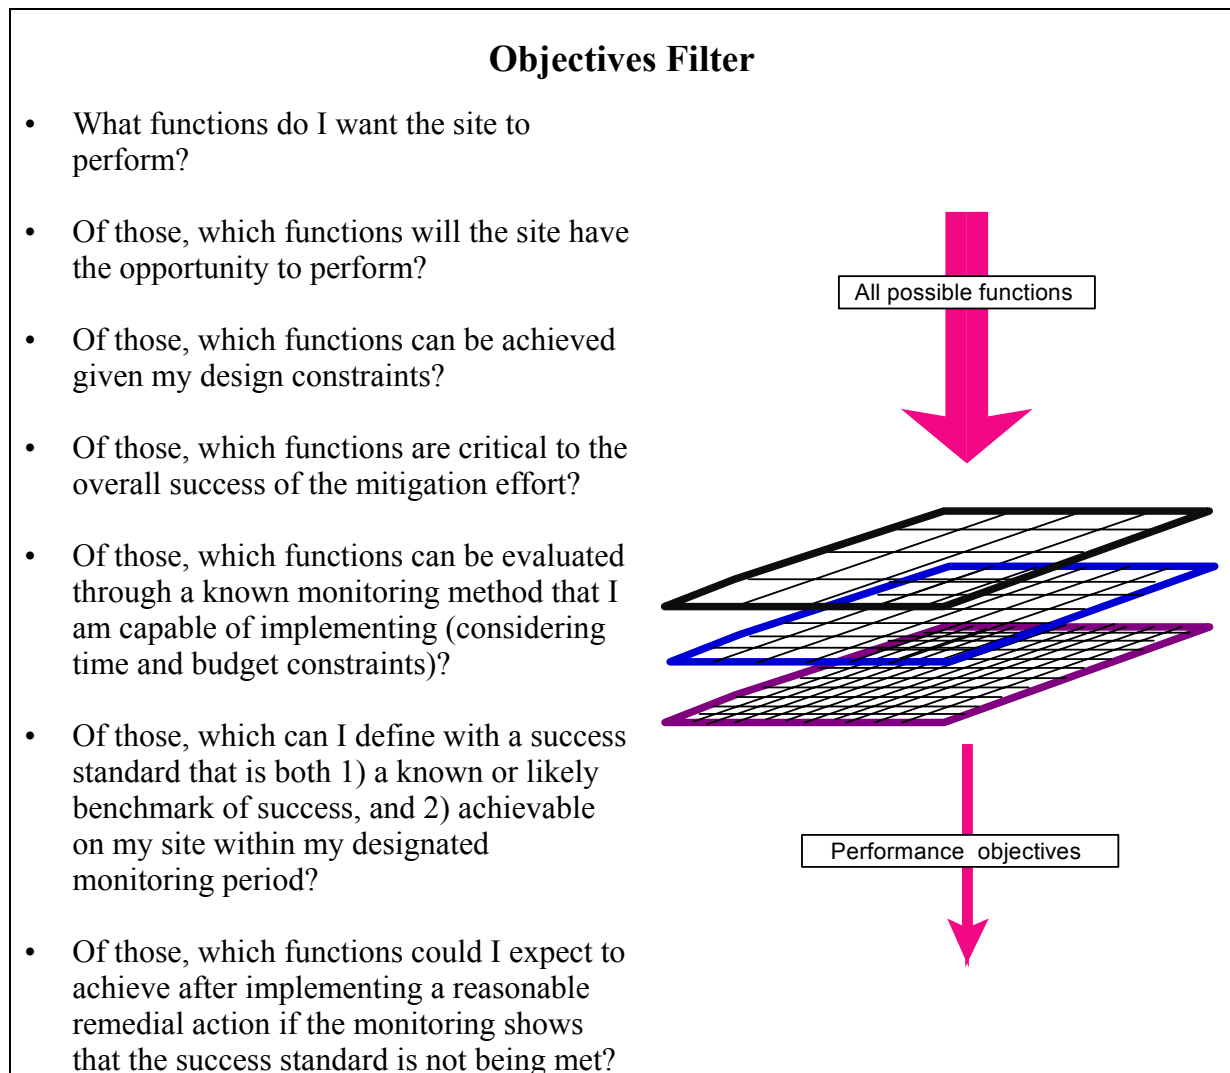 Objectives Filter
• What functions do I want the site to
perform?
• Of those, which functions will the site have
the opportunity to perform?
• Of those, which functions can be achieved
given my design constraints?
• Of those, which functions are critical to the
overall success of the mitigation effort?
• Of those, which functions can be evaluated
through a known monitoring method that I
am capable of implementing (considering
time and budget constraints)?
• Of those, which can I define with a success
standard that is both 1) a known or likely
benchmark of success, and 2) achievable
on my site within my designated
monitoring period?
• Of those, which functions could I expect to
achieve after implementing a reasonable
remedial action if the monitoring shows
that the success standard is not being met?
All possible functions
Performance objectives